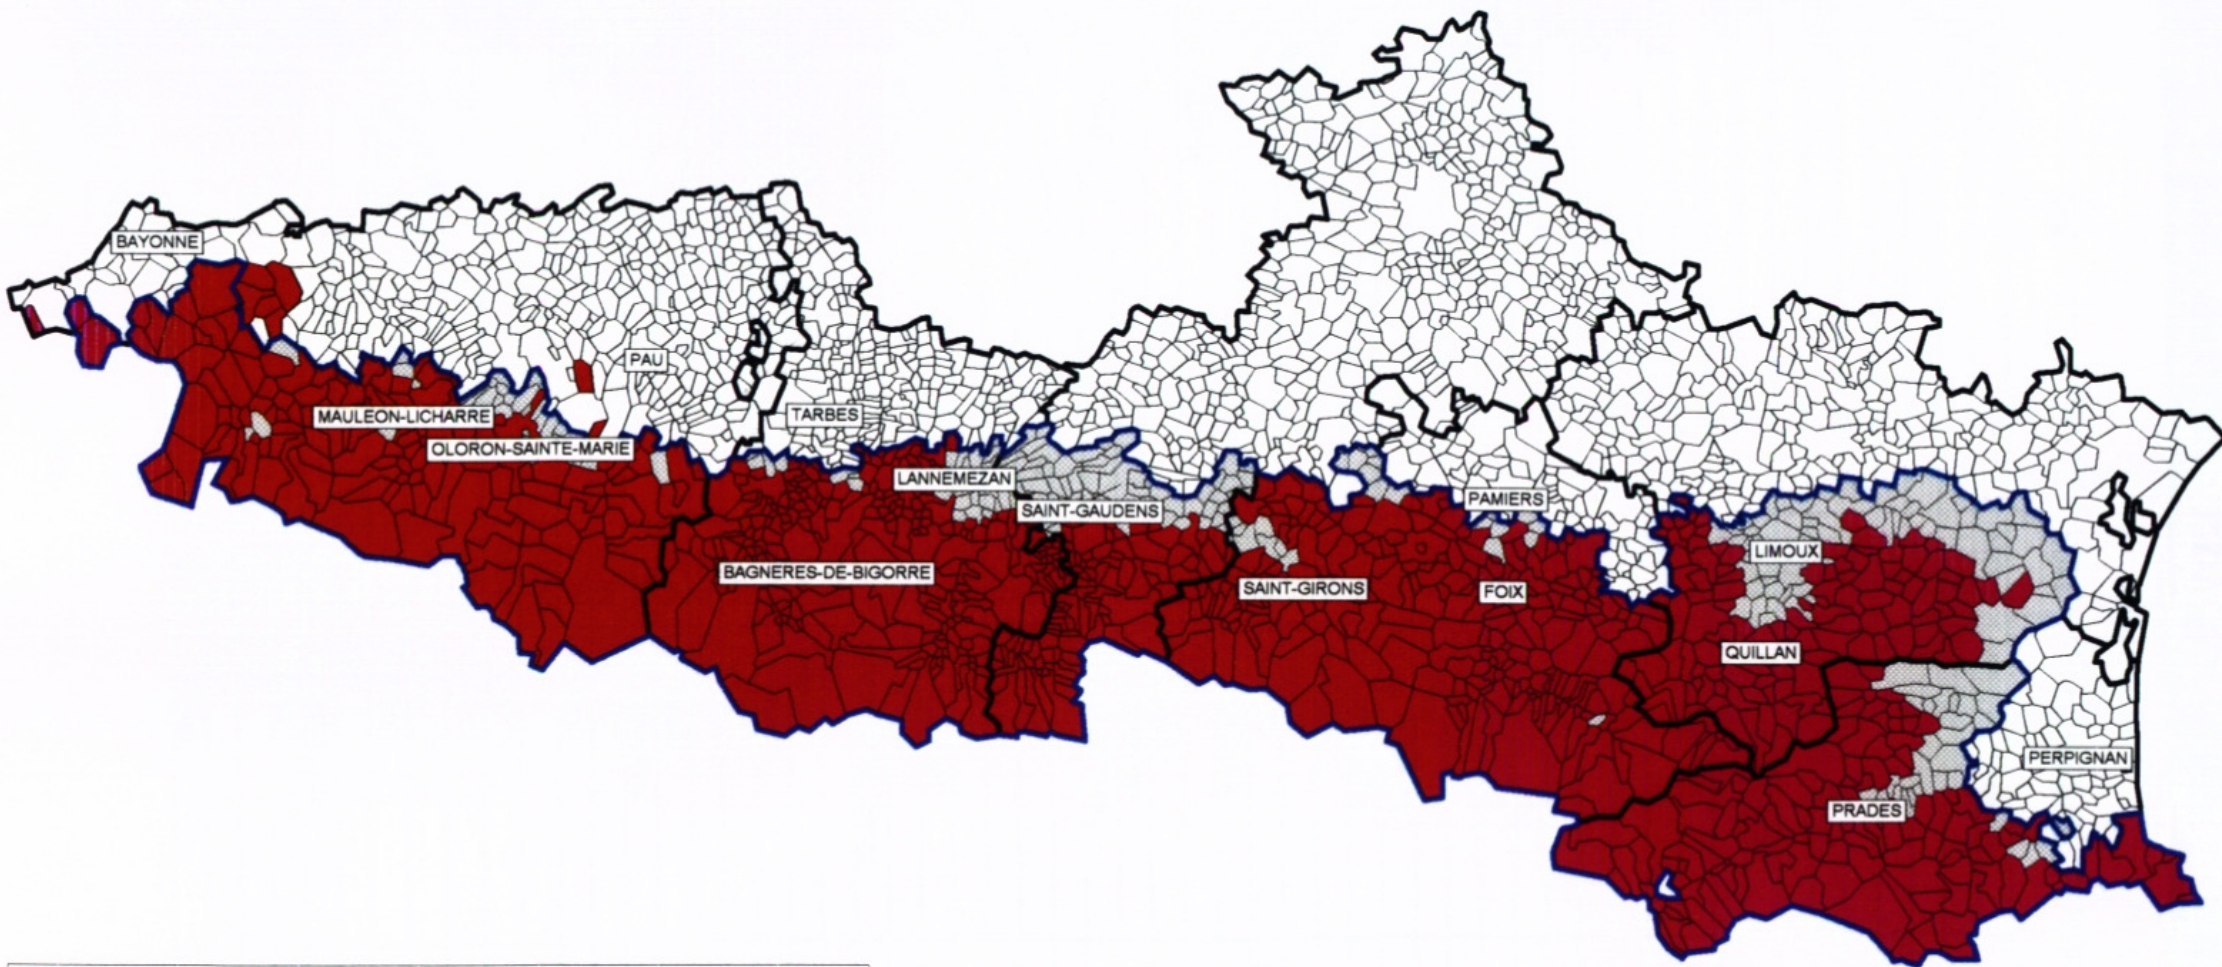 BAYONNE
PAU
MAULEON-LICHARRE
TARBES
OLORON-SAINTE-MARIE
LANNEMEZAN
PAMIERS
SAINT-GAUDENS
LIMOUX
BAGNERES-DE-BIGORRE
SAINT-GIRONS
FOIX
QUILLAN
PERPIGNAN
PRADES